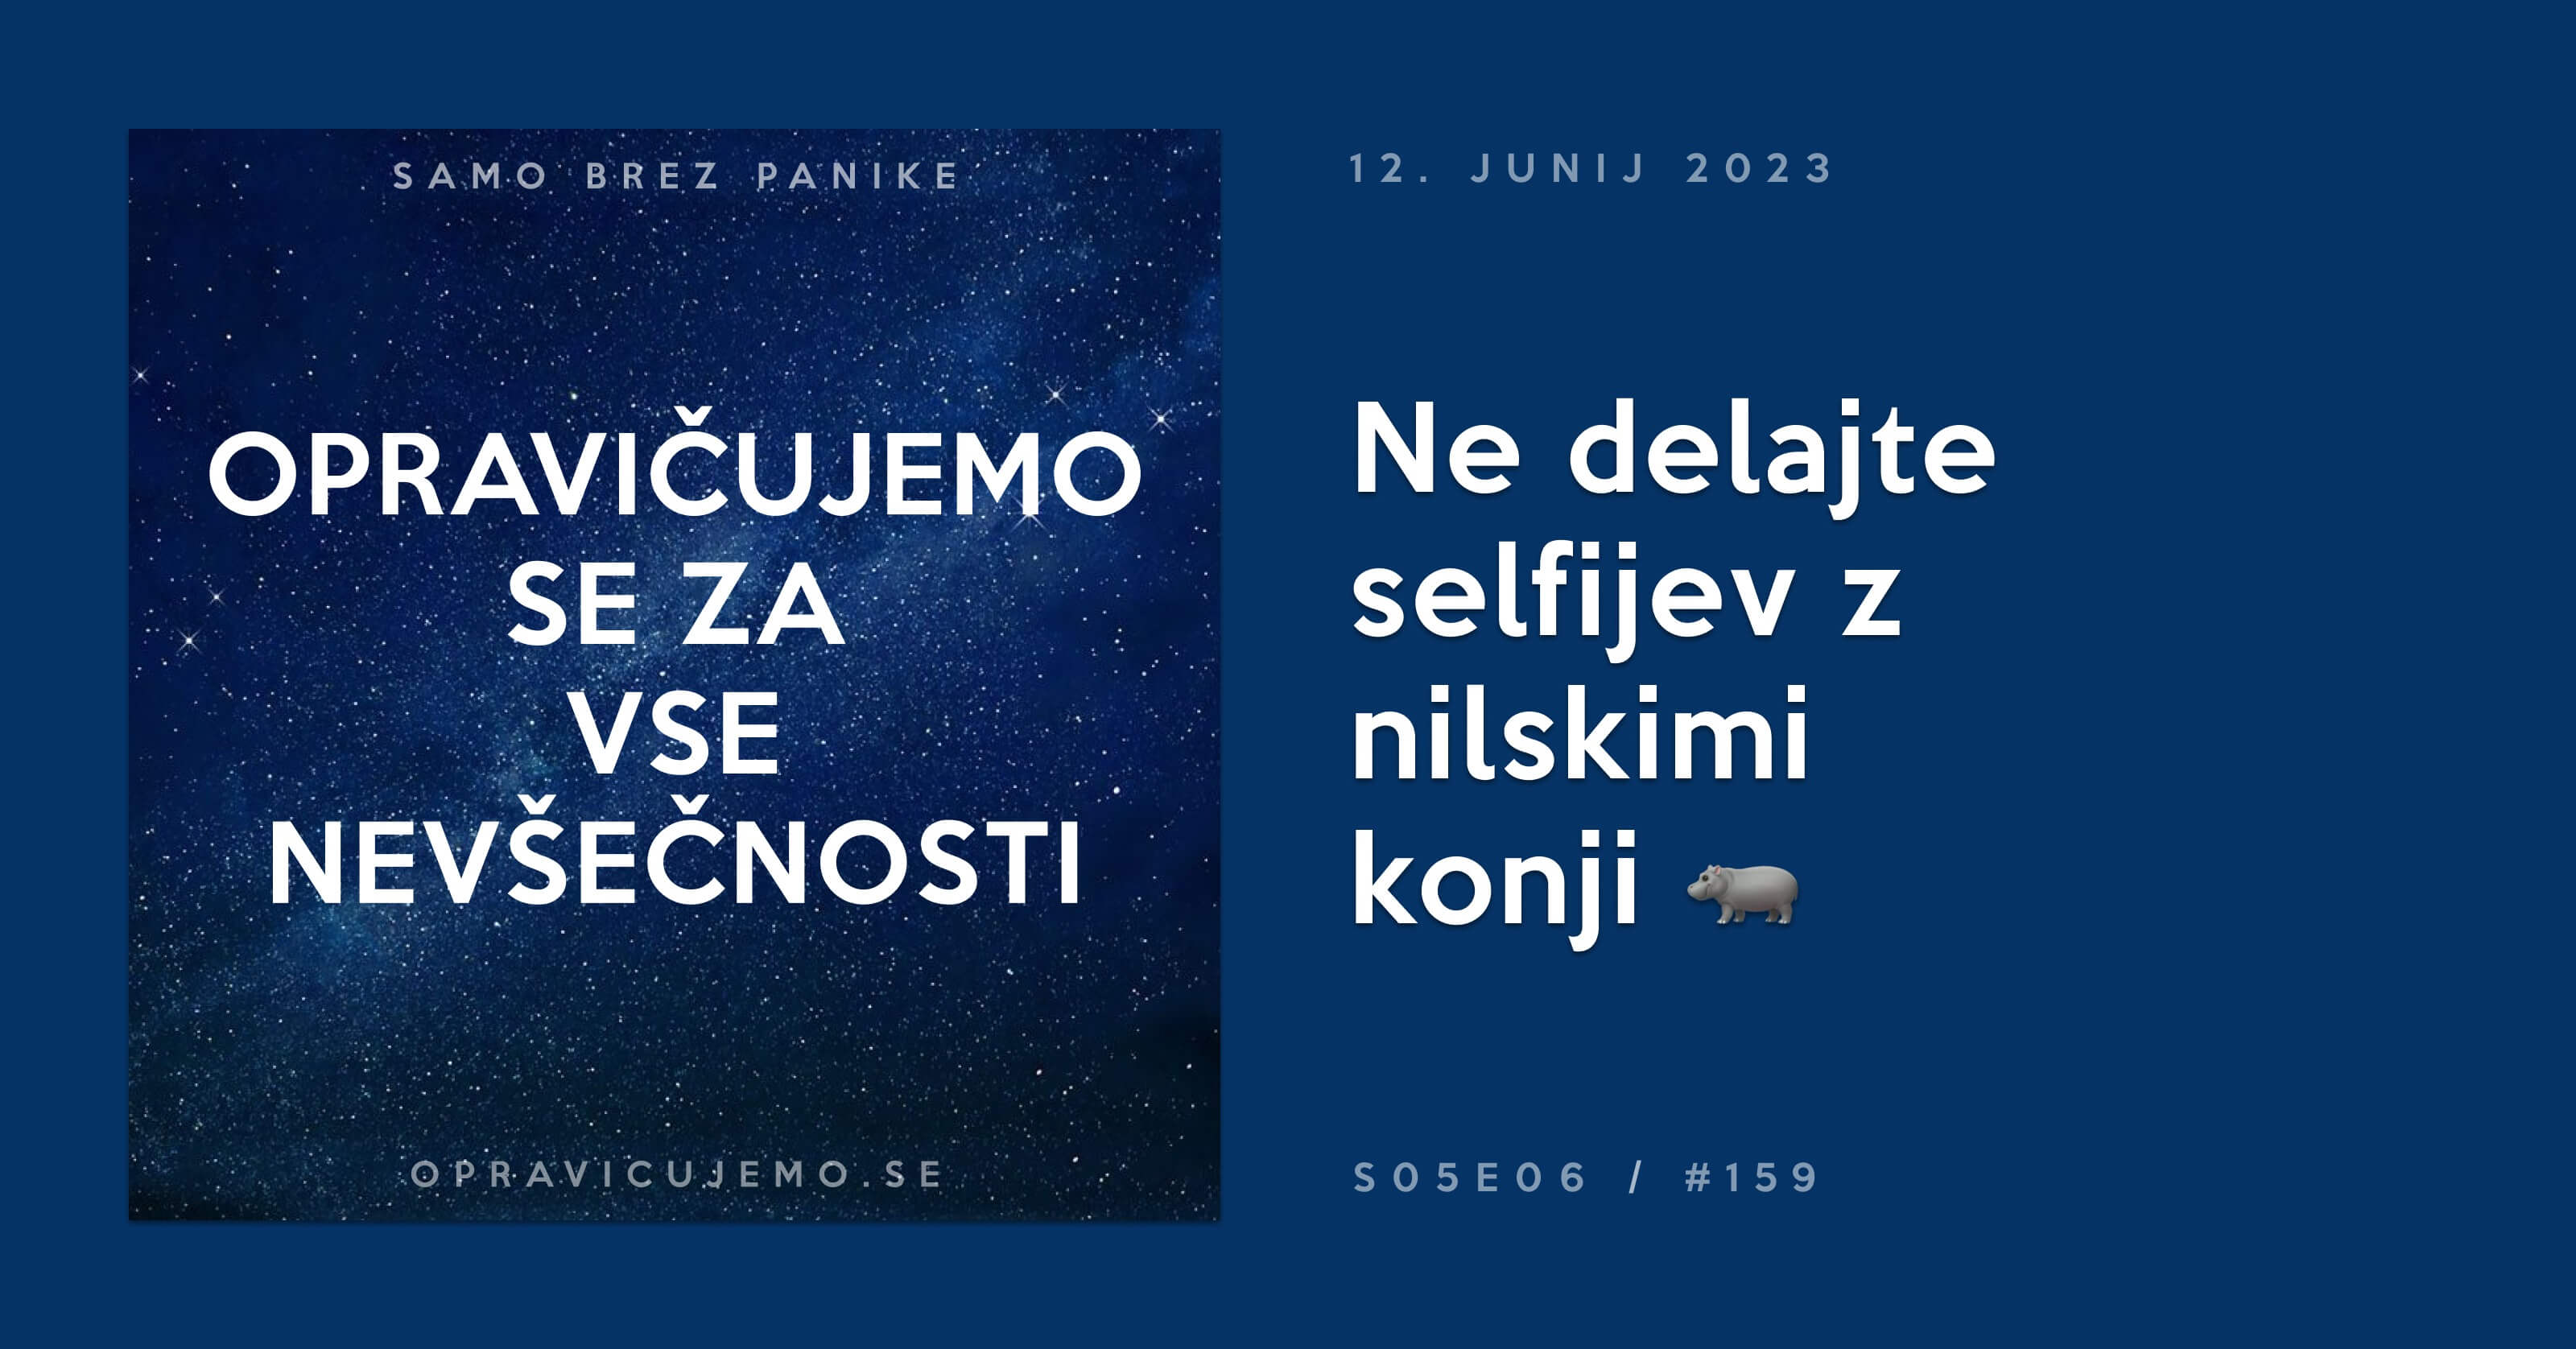 SAMO BREZ PANIKE
OPRAVIČUJEMO
SE ZA
VSE
NEVŠEČNOSTI
OPRAVICUJEMO.SE
12. JUNIJ 2023
Ne delajte
selfijev z
nilskimi
konji 🦛
S05E06 / #159